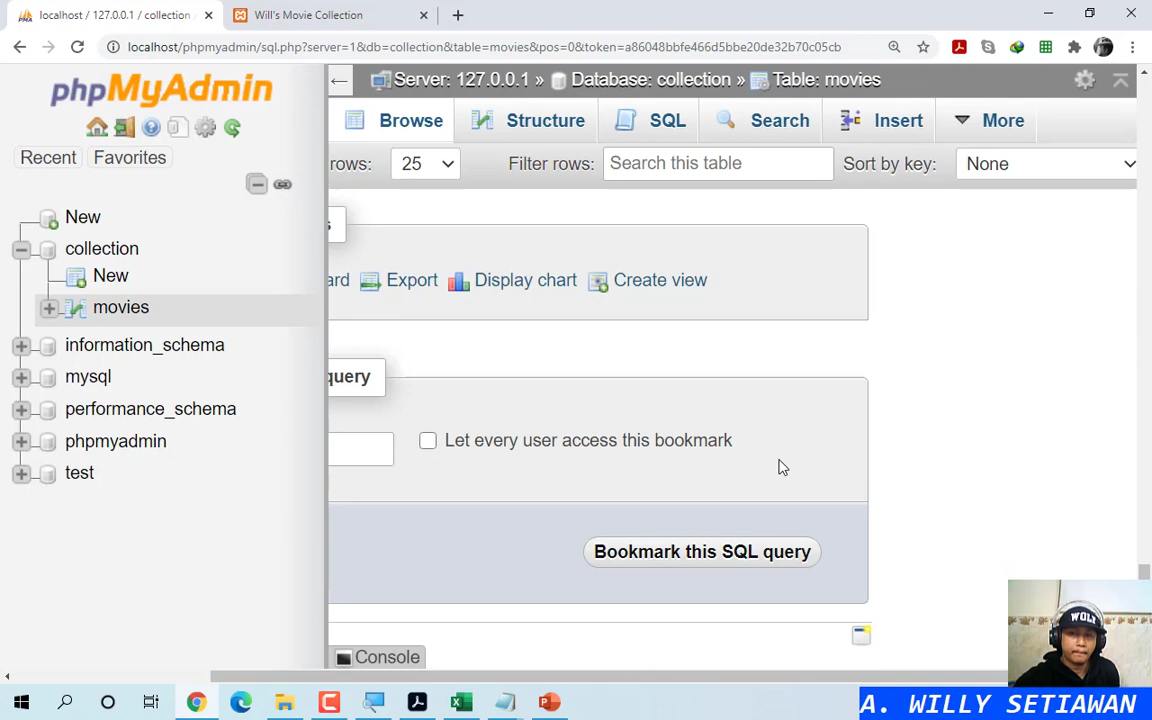 localhost / 127.0.0.1 / collection
Will's Movie Collection
localhost/phpmyadmin/sql.php?server=1&db=collection&table=movies&pos=0&token=a86048bbfe466d5bbe20de32b70c05cb
phpMyAdmin
Server: 127.0.0.1 » Database: collection » Table: movies
Browse Structure SQL Search Insert More
Recent Favorites
rows: 25 Filter rows: Search this table Sort by key: None
New
collection
New
movies
information_schema
mysql
performance_schema
phpmyadmin
test
s
ard Export Display chart Create view
query
Let every user access this bookmark
Bookmark this SQL query
Console
WOLF
A. WILLY SETIAWAN